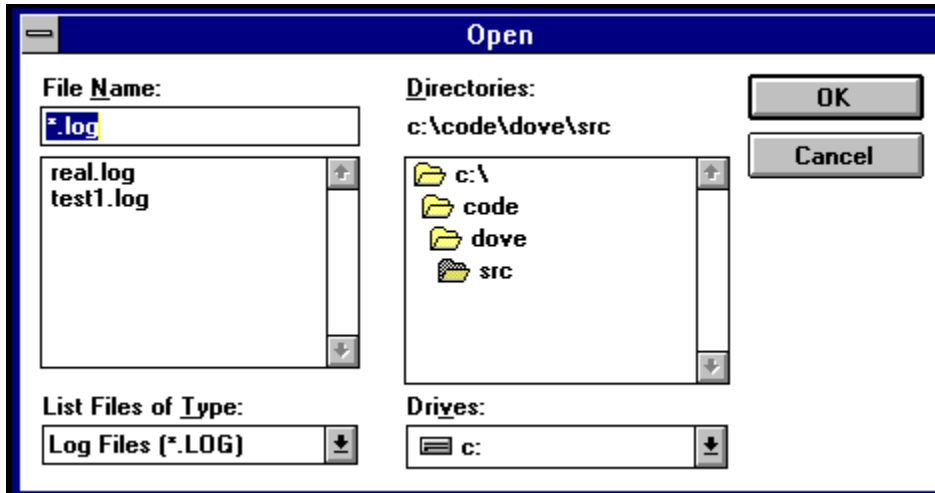 Open
File Name:
*.log
real.log
test1.log
List Files of Type:
Log Files (*.LOG)
Directories:
c:\code\dove\src
c:\
code
dove
src
Drives:
c:
OK
Cancel